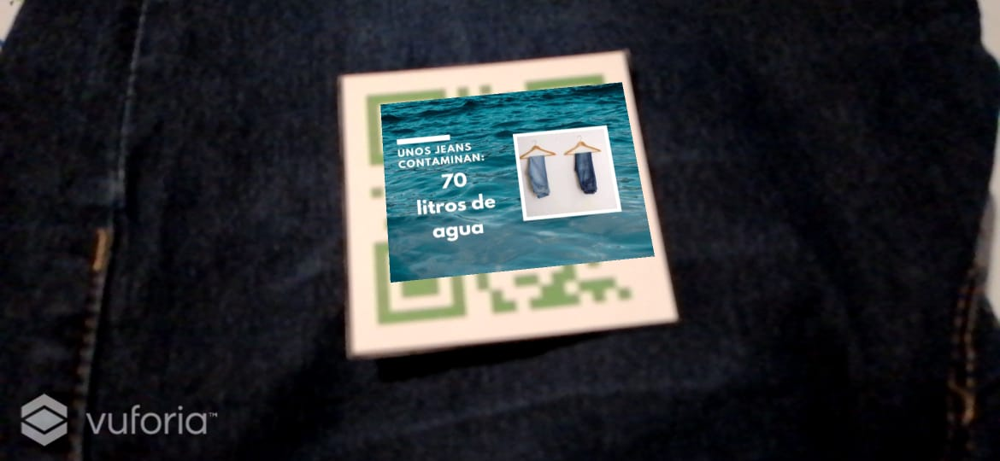 UNOS JEANS
CONTAMINAN:
70
litros de
agua
vuforia™